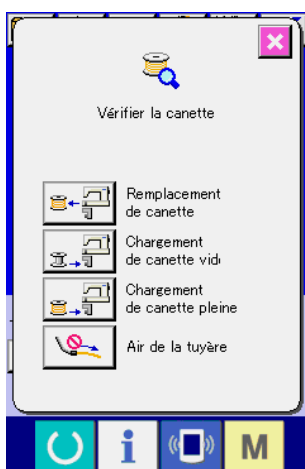 Vérifier la canette
Remplacement
de canette
Chargement
de canette vid
Chargement
de canette pleine
Air de la tuyère
M